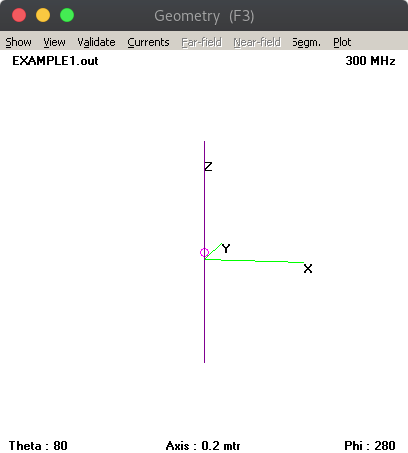 Geometry (F3)
Show View Validate Currents Far-field Near-field Segm. Plot
EXAMPLE1.out 300 MHz
Z
Y
X
Theta : 80 Axis : 0.2 mtr Phi : 280